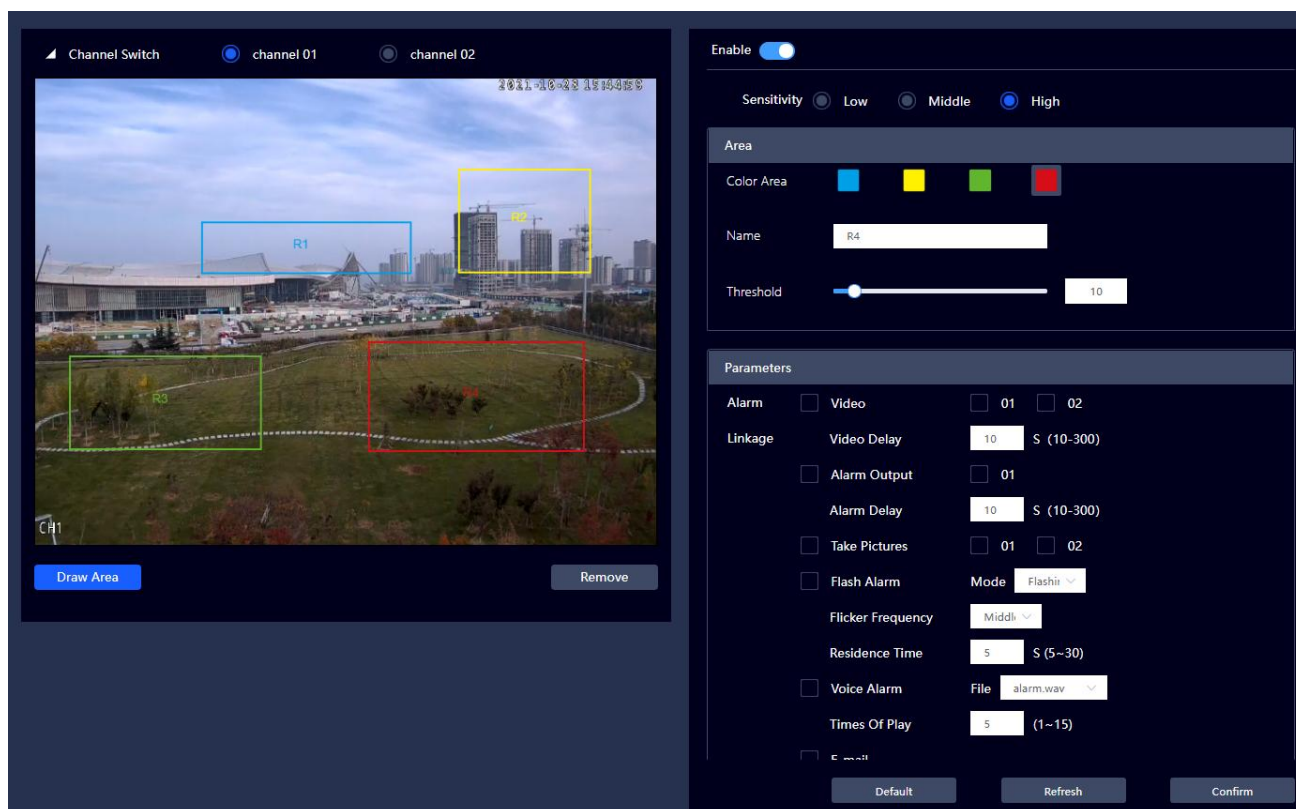 Channel Switch channel 01 channel 02
2021-10-28 15:44:59
R1
R2
R3
R4
CH1
Draw Area Remove
Enable
Sensitivity Low Middle High
Area
Color Area
Name R4
Threshold 10
Parameters
Alarm Video 01 02
Linkage Video Delay 10 S (10-300)
Alarm Output 01
Alarm Delay 10 S (10-300)
Take Pictures 01 02
Flash Alarm Mode Flashin
Flicker Frequency Middle
Residence Time 5 S (5~30)
Voice Alarm File alarm.wav
Times Of Play 5 (1~15)
E-mail
Default Refresh Confirm